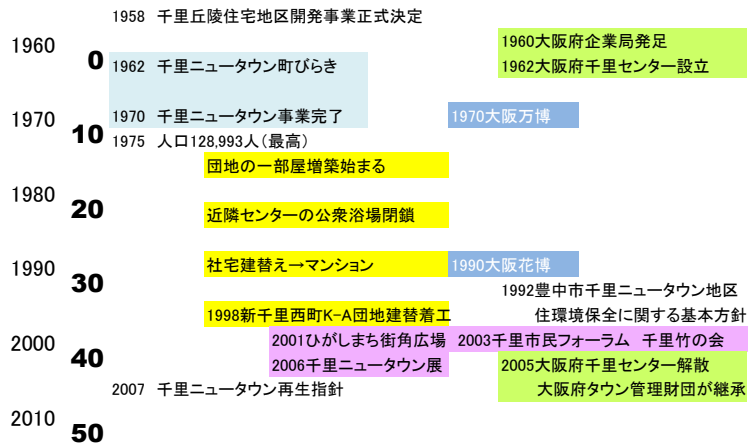 1958 千里丘陵住宅地区開発事業正式決定
1960
1960大阪府企業局発足
0
1962 千里ニュータウン町びらき
1962大阪府千里センター設立
1970
1970 千里ニュータウン事業完了
1970大阪万博
10
1975 人口128,993人(最高)
団地の一部屋増築始まる
1980
20
近隣センターの公衆浴場閉鎖
1990
社宅建替え→マンション
1990大阪花博
30
1992豊中市千里ニュータウン地区
住環境保全に関する基本方針
1998新千里西町K-A団地建替着工
2000
2001ひがしまち街角広場
2003千里市民フォーラム 千里竹の会
40
2006千里ニュータウン展
2005大阪府千里センター解散
2007 千里ニュータウン再生指針
大阪府タウン管理財団が継承
2010
50